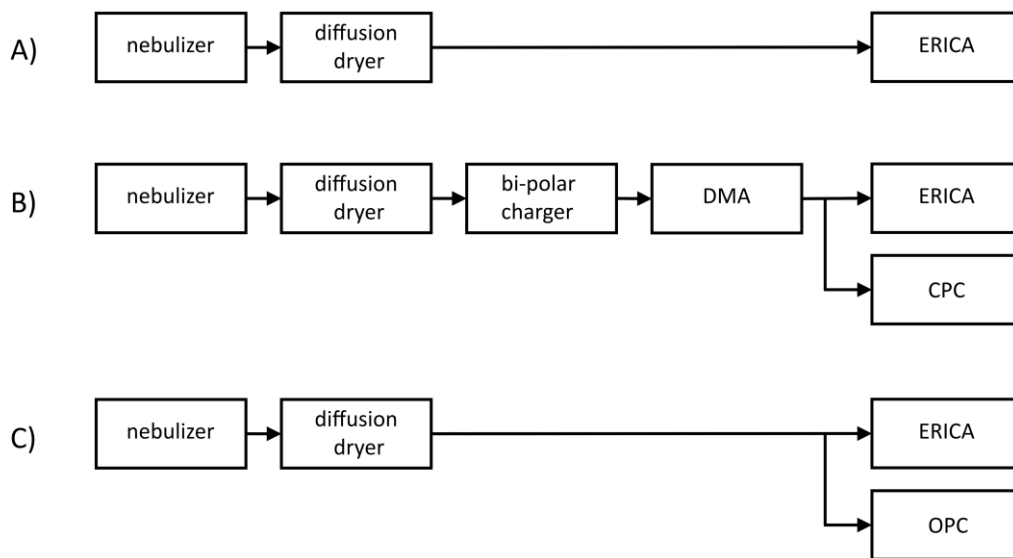 A)
nebulizer
diffusion
dryer
ERICA
B)
nebulizer
diffusion
dryer
bi-polar
charger
DMA
ERICA
CPC
C)
nebulizer
diffusion
dryer
ERICA
OPC